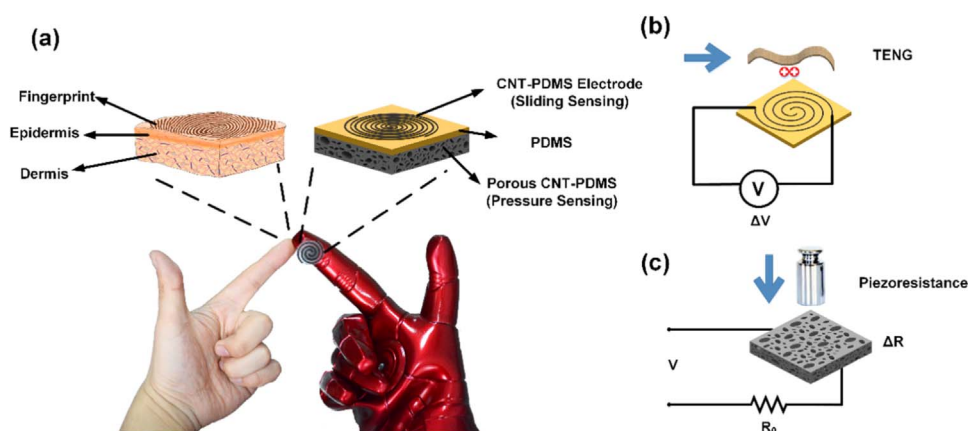 (a)
Fingerprint
Epidermis
Dermis
CNT-PDMS Electrode
(Sliding Sensing)
PDMS
Porous CNT-PDMS
(Pressure Sensing)
(b)
TENG
V
ΔV
(c)
Piezoresistance
ΔR
V
R₀